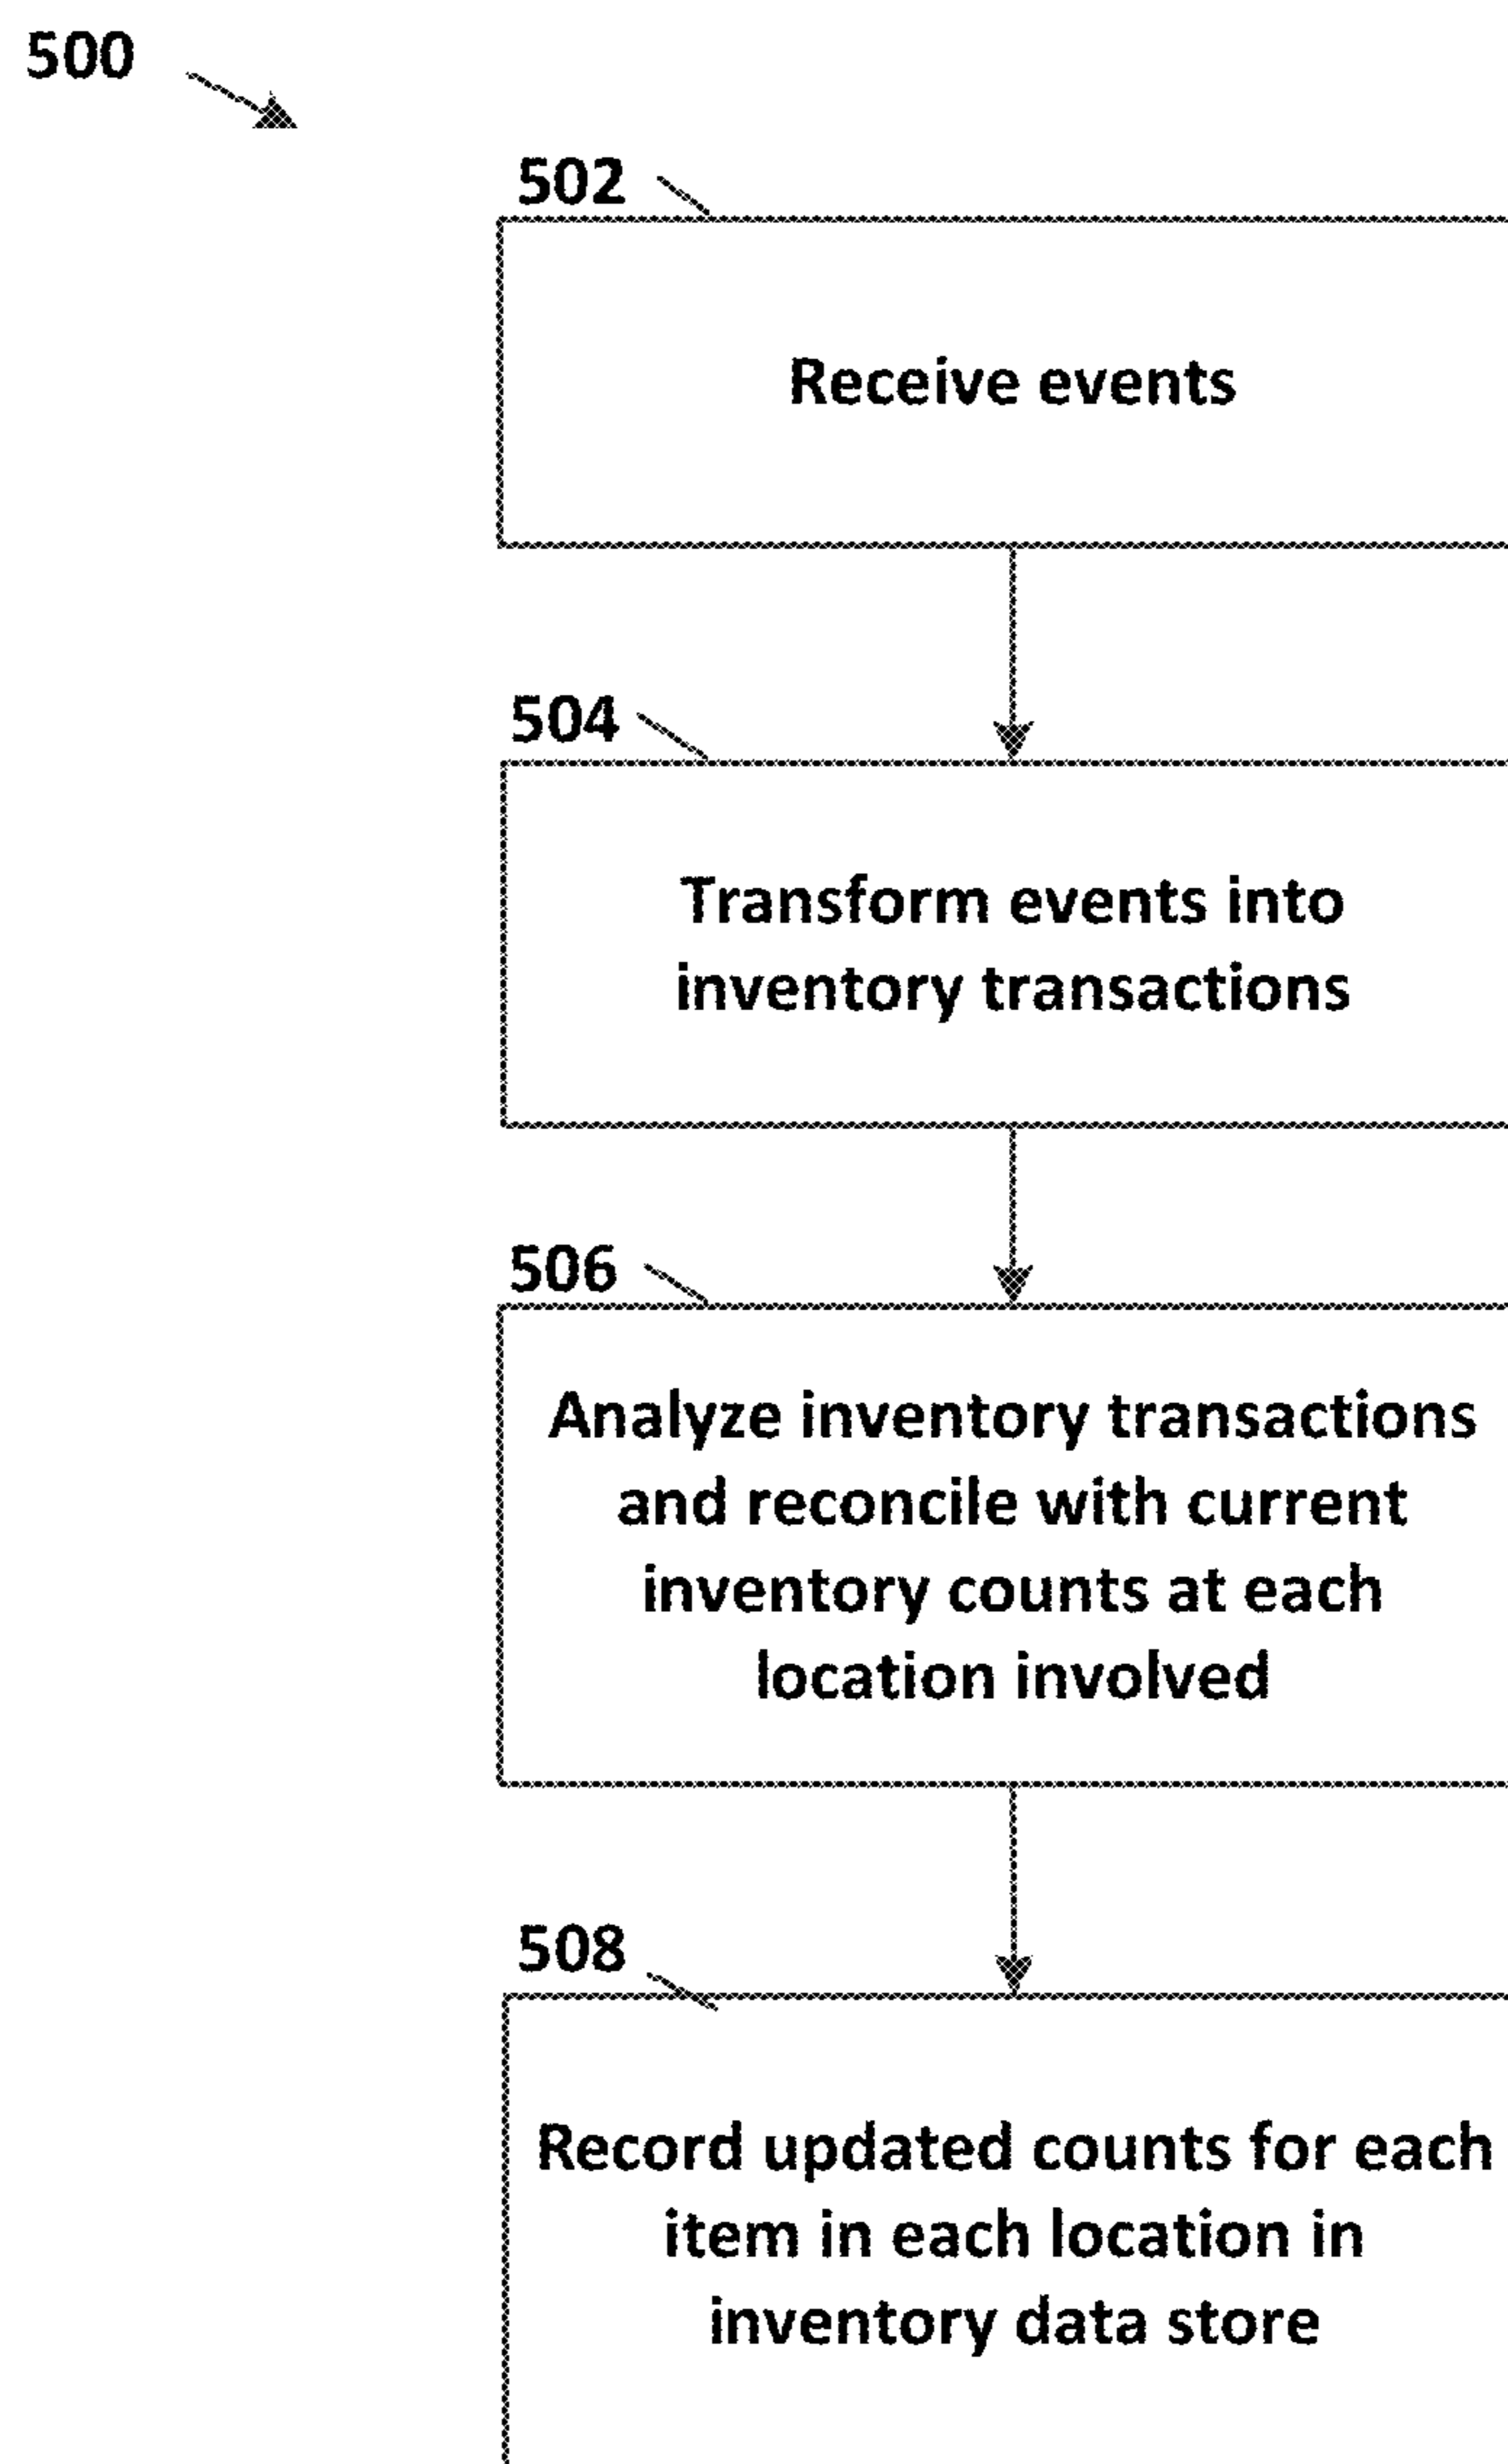 500
502
Receive events
504
Transform events into
inventory transactions
506
Analyze inventory transactions
and reconcile with current
inventory counts at each
location involved
508
Record updated counts for each
item in each location in
inventory data store